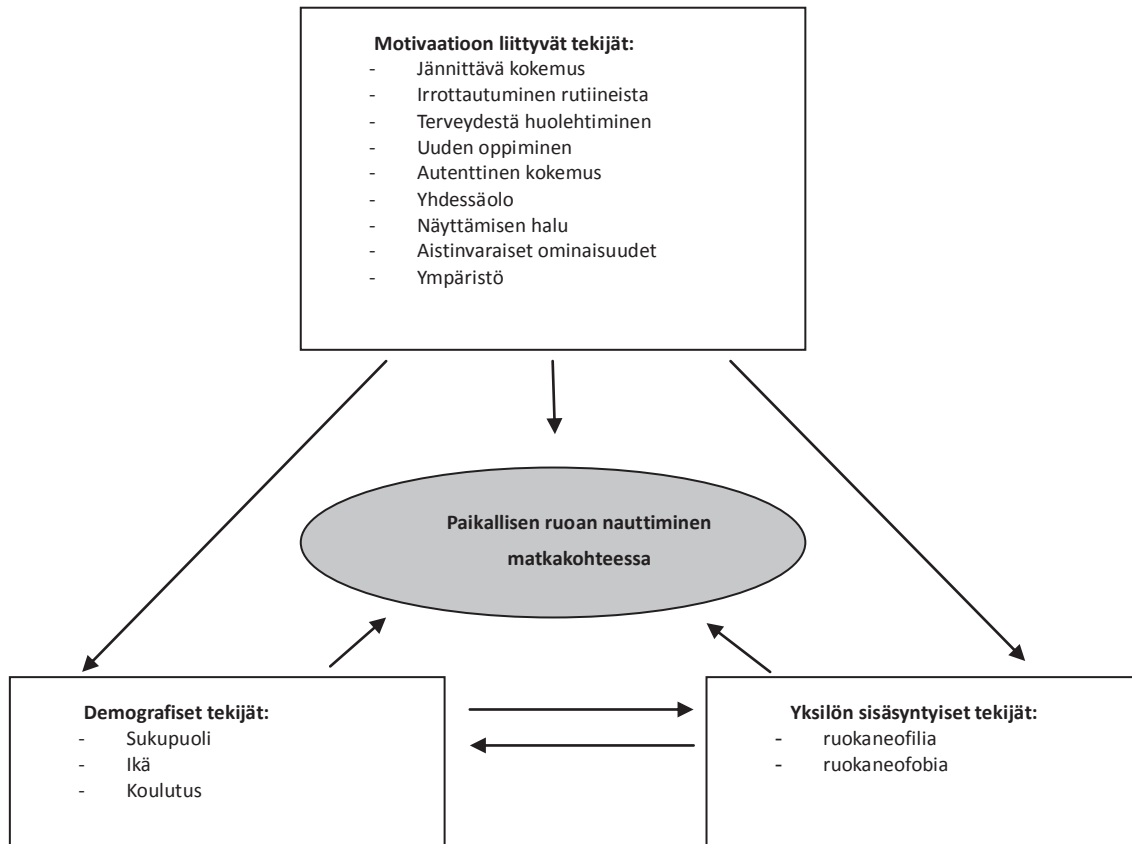 Motivaatioon liittyvät tekijät:
- Jännittävä kokemus
- Irrottautuminen rutiineista
- Terveydestä huolehtiminen
- Uuden oppiminen
- Autenttinen kokemus
- Yhdessäolo
- Näyttämisen halu
- Aistinvaraiset ominaisuudet
- Ympäristö
Paikallisen ruoan nauttiminen
matkakohteessa
Demografiset tekijät:
- Sukupuoli
- Ikä
- Koulutus
Yksilön sisäsyntyiset tekijät:
- ruokaneofilia
- ruokaneofobia